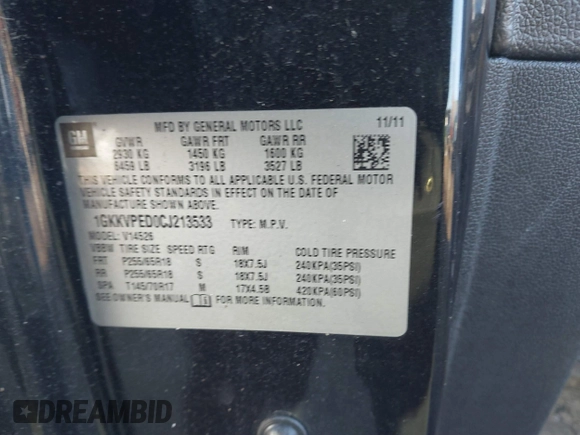 GM
MFD BY GENERAL MOTORS LLC 11/11
GVWR GAWR FRT GAWR RR
2930 KG 1450 KG 1600 KG
6459 LB 3196 LB 3527 LB
THIS VEHICLE CONFORMS TO ALL APPLICABLE U.S. FEDERAL MOTOR
VEHICLE SAFETY STANDARDS IN EFFECT ON THE DATE OF
MANUFACTURE SHOWN ABOVE.
1GKKVPED0CJ213533 TYPE: M.P.V.
MODEL: V14526
VBBW TIRE SIZE SPEED RTG RIM COLD TIRE PRESSURE
FRT P255/65R18 S 18X7.5J 240KPA(35PSI)
RR P255/65R18 S 18X7.5J 240KPA(35PSI)
SPA T145/70R17 M 17X4.5B 420KPA(60PSI)
SEE OWNER'S MANUAL FOR MORE INFORMATION.
DREAMBID